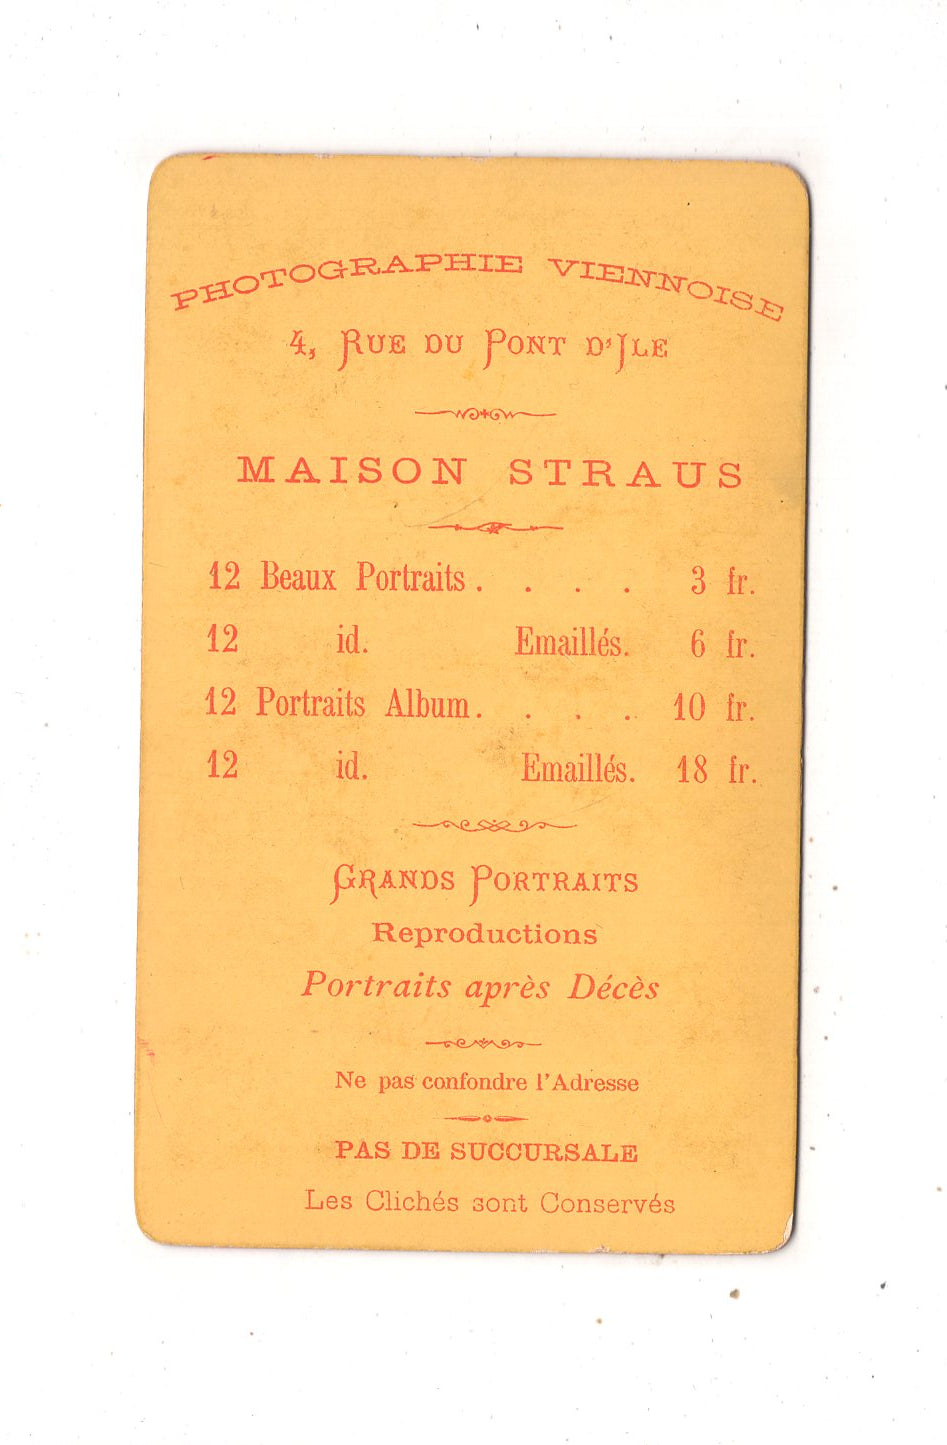 PHOTOGRAPHIE VIENNOISE
4, RUE DU PONT D'ILE
MAISON STRAUS
12 Beaux Portraits . . . . 3 fr.
12 id. Emaillés. 6 fr.
12 Portraits Album . . . . 10 fr.
12 id. Emaillés. 18 fr.
GRANDS PORTRAITS
Reproductions
Portraits après Décès
Ne pas confondre l'Adresse
PAS DE SUCCURSALE
Les Clichés sont Conservés